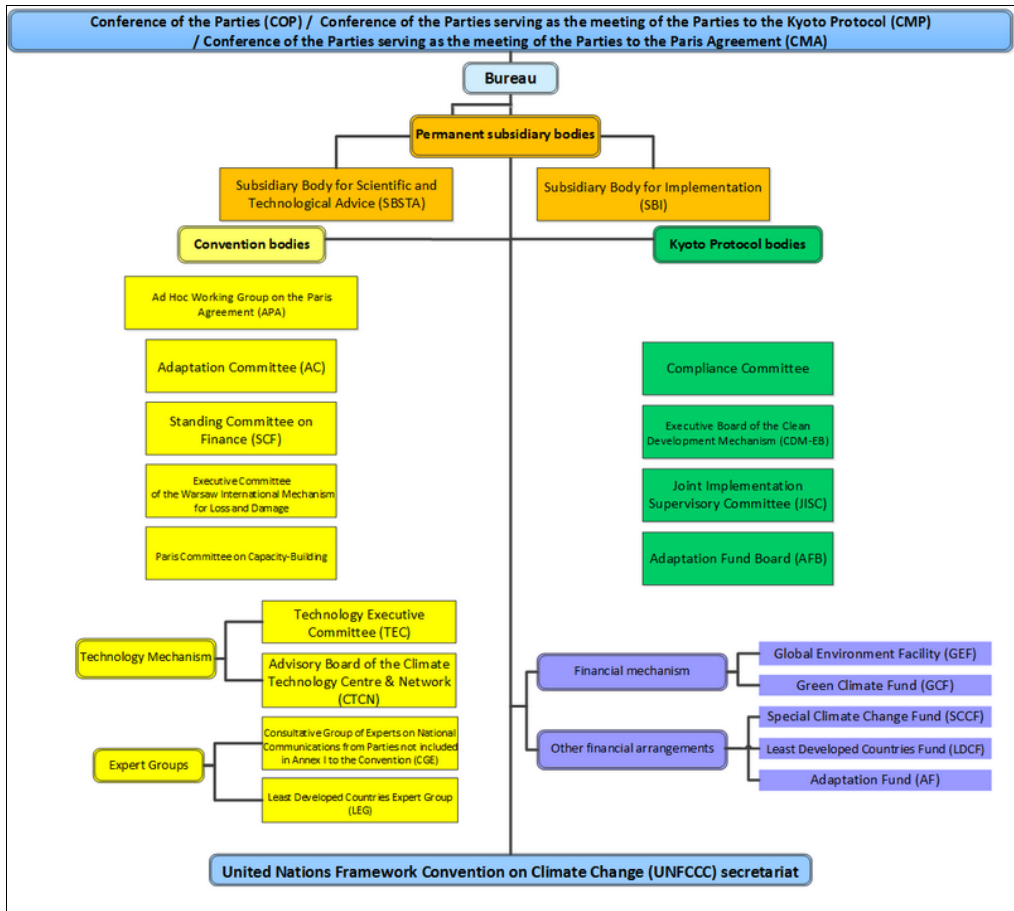 Conference of the Parties (COP) / Conference of the Parties serving as the meeting of the Parties to the Kyoto Protocol (CMP)
/ Conference of the Parties serving as the meeting of the Parties to the Paris Agreement (CMA)
Bureau
Permanent subsidiary bodies
Subsidiary Body for Scientific and
Technological Advice (SBSTA)
Subsidiary Body for Implementation
(SBI)
Convention bodies
Kyoto Protocol bodies
Ad Hoc Working Group on the Paris
Agreement (APA)
Adaptation Committee (AC)
Standing Committee on
Finance (SCF)
Executive Committee
of the Warsaw International Mechanism
for Loss and Damage
Paris Committee on Capacity-Building
Compliance Committee
Executive Board of the Clean
Development Mechanism (CDM-EB)
Joint Implementation
Supervisory Committee (JISC)
Adaptation Fund Board (AFB)
Technology Mechanism
Technology Executive
Committee (TEC)
Advisory Board of the Climate
Technology Centre & Network
(CTCN)
Expert Groups
Consultative Group of Experts on National
Communications from Parties not included
in Annex I to the Convention (CGE)
Least Developed Countries Expert Group
(LEG)
Financial mechanism
Global Environment Facility (GEF)
Green Climate Fund (GCF)
Other financial arrangements
Special Climate Change Fund (SCCF)
Least Developed Countries Fund (LDCF)
Adaptation Fund (AF)
United Nations Framework Convention on Climate Change (UNFCCC) secretariat